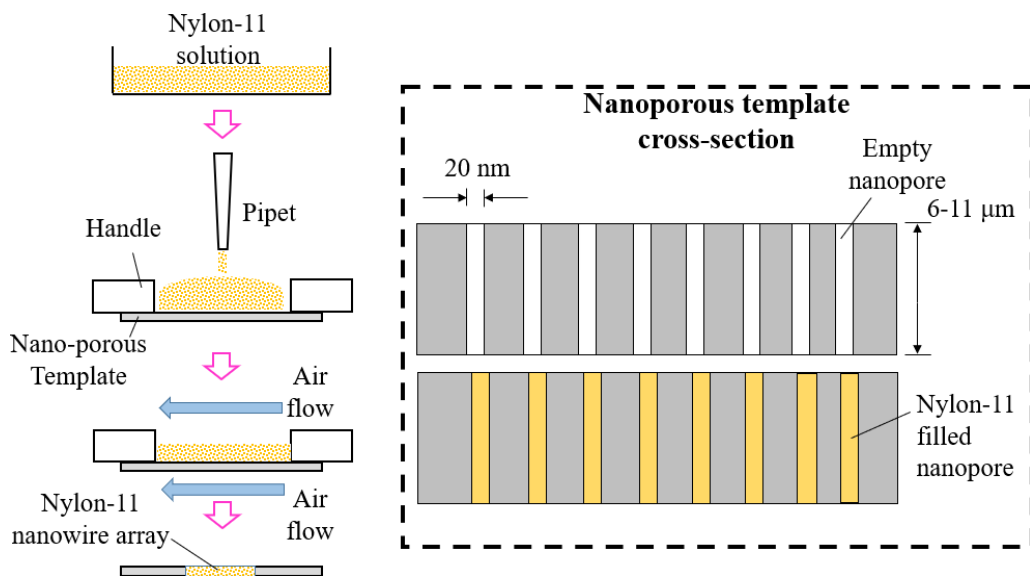 Nylon-11
solution
Pipet
Handle
Nano-porous
Template
Air
flow
Air
flow
Nylon-11
nanowire array
Nanoporous template
cross-section
Empty
nanopore
20 nm
6-11 μm
Nylon-11
filled
nanopore